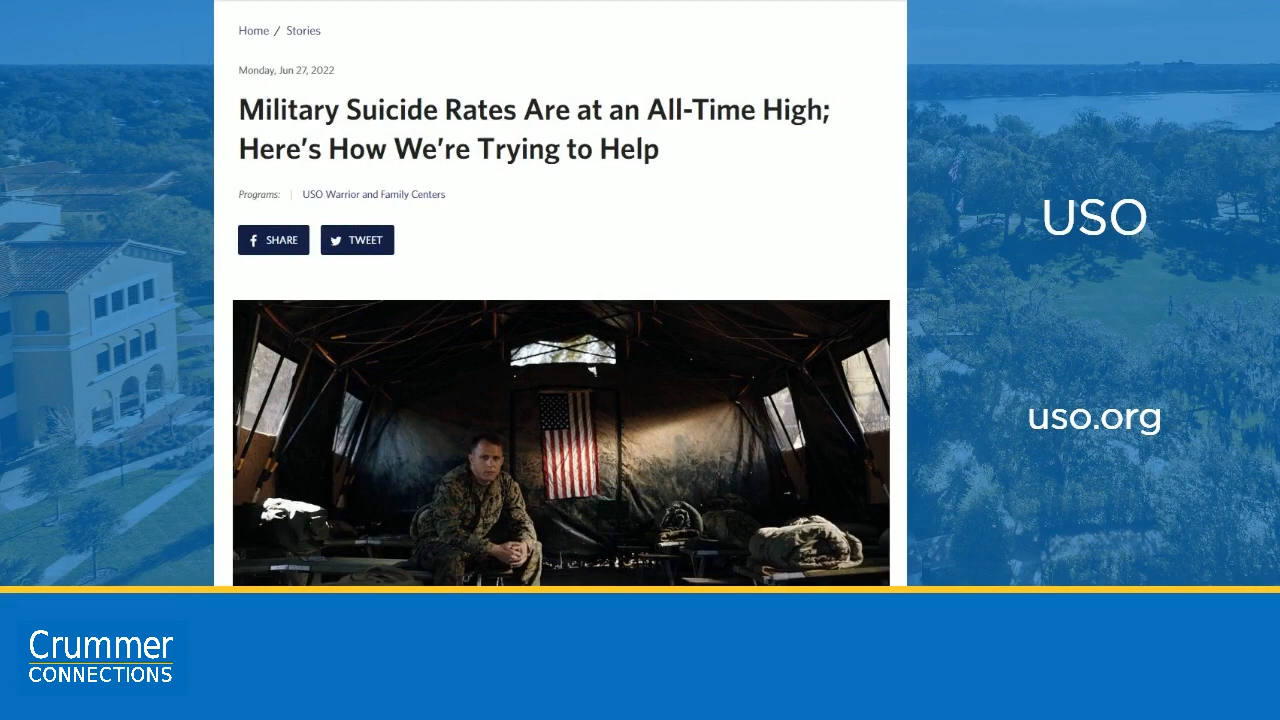 Home / Stories
Monday, Jun 27, 2022
Military Suicide Rates Are at an All-Time High;
Here's How We're Trying to Help
Programs: | USO Warrior and Family Centers
SHARE TWEET
USO
uso.org
Crummer
CONNECTIONS